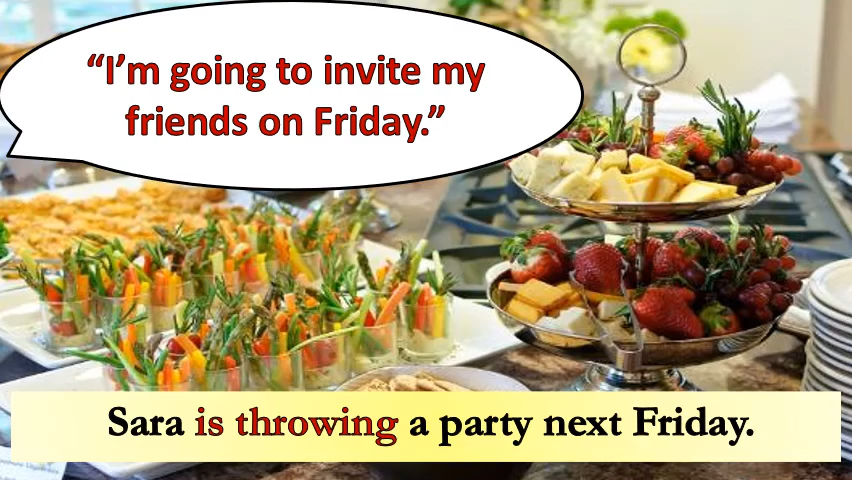 “I’m going to invite my
friends on Friday.”
Sara is throwing a party next Friday.